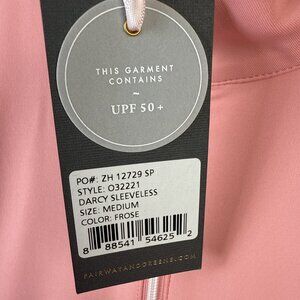 THIS GARMENT
CONTAINS
~
UPF 50+
PO#: ZH 12729 SP
STYLE: O32221
DARCY SLEEVELESS
SIZE: MEDIUM
COLOR: FROSE
8 88541 54625 2
FAIRWAYANDGREENE.COM